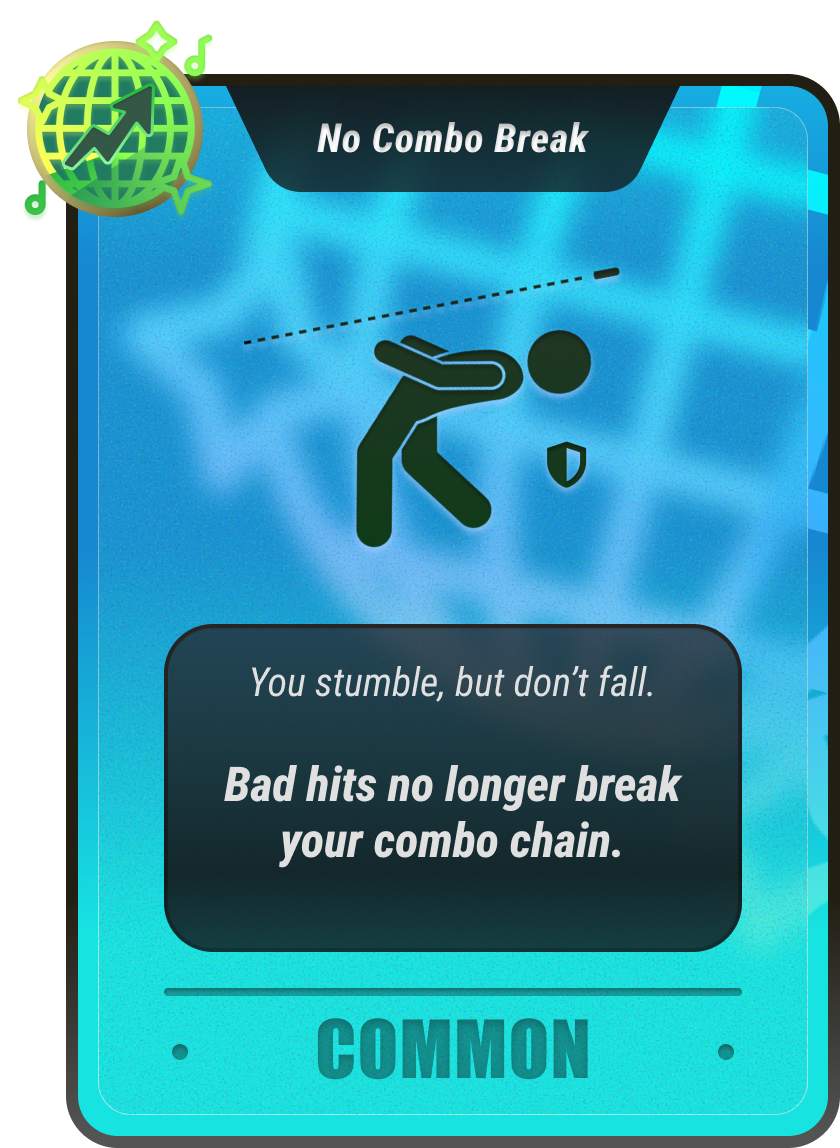 No Combo Break
You stumble, but don’t fall.
Bad hits no longer break
your combo chain.
COMMON